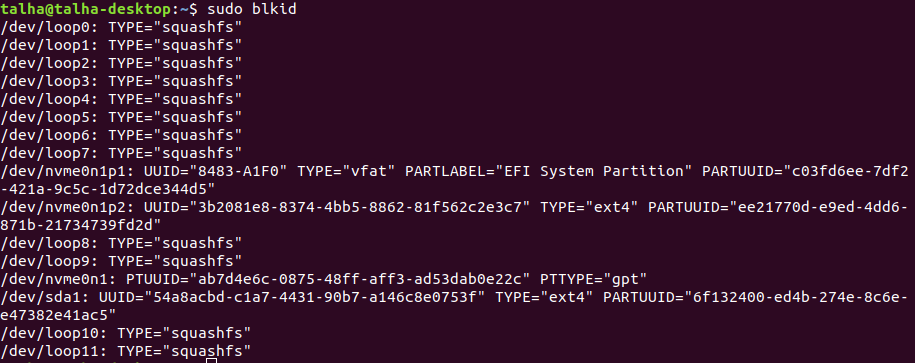 talha@talha-desktop:~$ sudo blkid
/dev/loop0: TYPE="squashfs"
/dev/loop1: TYPE="squashfs"
/dev/loop2: TYPE="squashfs"
/dev/loop3: TYPE="squashfs"
/dev/loop4: TYPE="squashfs"
/dev/loop5: TYPE="squashfs"
/dev/loop6: TYPE="squashfs"
/dev/loop7: TYPE="squashfs"
/dev/nvme0n1p1: UUID="8483-A1F0" TYPE="vfat" PARTLABEL="EFI System Partition" PARTUUID="c03fd6ee-7df2
-421a-9c5c-1d72dce344d5"
/dev/nvme0n1p2: UUID="3b2081e8-8374-4bb5-8862-81f562c2e3c7" TYPE="ext4" PARTUUID="ee21770d-e9ed-4dd6-
871b-21734739fd2d"
/dev/loop8: TYPE="squashfs"
/dev/loop9: TYPE="squashfs"
/dev/nvme0n1: PTUUID="ab7d4e6c-0875-48ff-aff3-ad53dab0e22c" PTTYPE="gpt"
/dev/sda1: UUID="54a8acbd-c1a7-4431-90b7-a146c8e0753f" TYPE="ext4" PARTUUID="6f132400-ed4b-274e-8c6e-
e47382e41ac5"
/dev/loop10: TYPE="squashfs"
/dev/loop11: TYPE="squashfs"